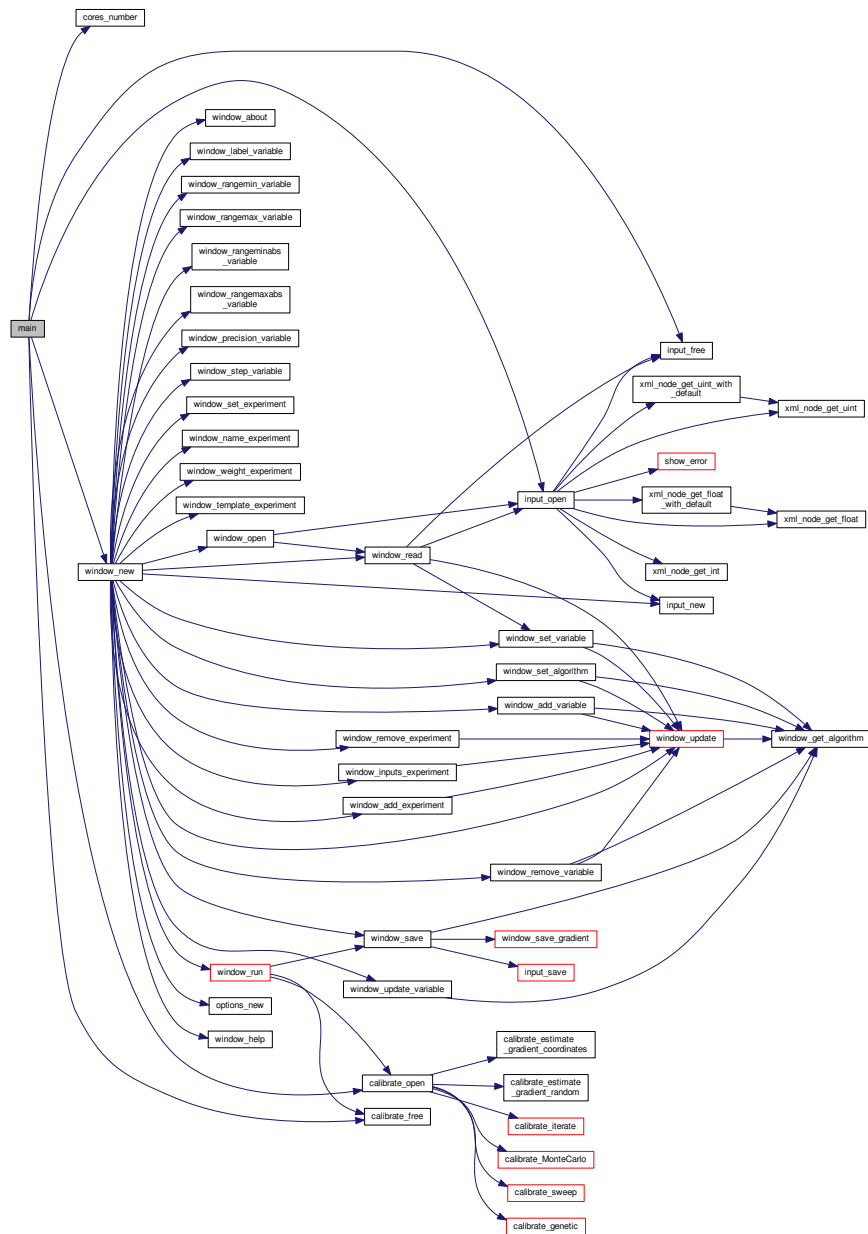 cores_number
window_about
window_label_variable
window_rangemin_variable
window_rangemax_variable
window_rangeminabs
_variable
window_rangemaxabs
_variable
main
window_precision_variable
input_free
window_step_variable
xml_node_get_uint_with
_default
xml_node_get_uint
window_set_experiment
window_name_experiment
show_error
window_weight_experiment
input_open
xml_node_get_float
_with_default
window_template_experiment
xml_node_get_float
window_open
window_read
window_new
xml_node_get_int
input_new
window_set_variable
window_set_algorithm
window_add_variable
window_remove_experiment
window_update
window_get_algorithm
window_inputs_experiment
window_add_experiment
window_remove_variable
window_save
window_save_gradient
window_run
input_save
window_update_variable
options_new
window_help
calibrate_estimate
_gradient_coordinates
calibrate_open
calibrate_estimate
_gradient_random
calibrate_free
calibrate_iterate
calibrate_MonteCarlo
calibrate_sweep
calibrate_genetic